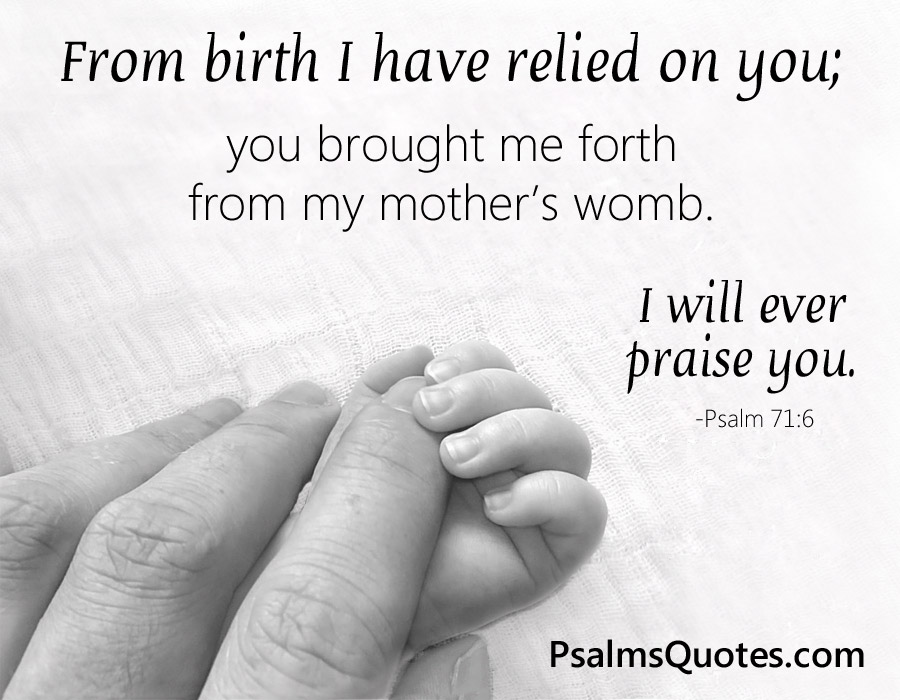 From birth I have relied on you;
you brought me forth
from my mother’s womb.
I will ever
praise you.
-Psalm 71:6
PsalmsQuotes.com